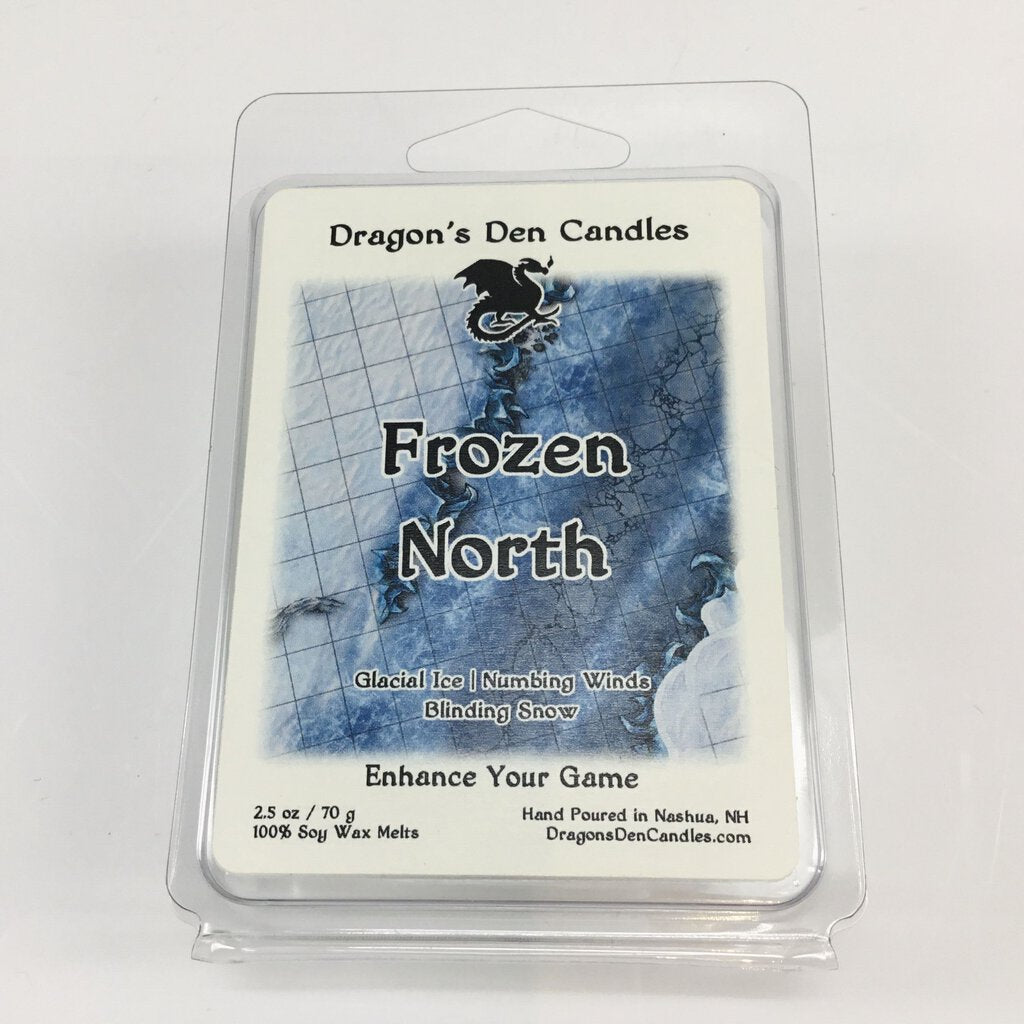 Dragon's Den Candles
Frozen
North
Glacial Ice | Numbing Winds
Blinding Snow
Enhance Your Game
2.5 oz / 70 g
100% Soy Wax Melts
Hand Poured in Nashua, NH
DragonsDenCandles.com